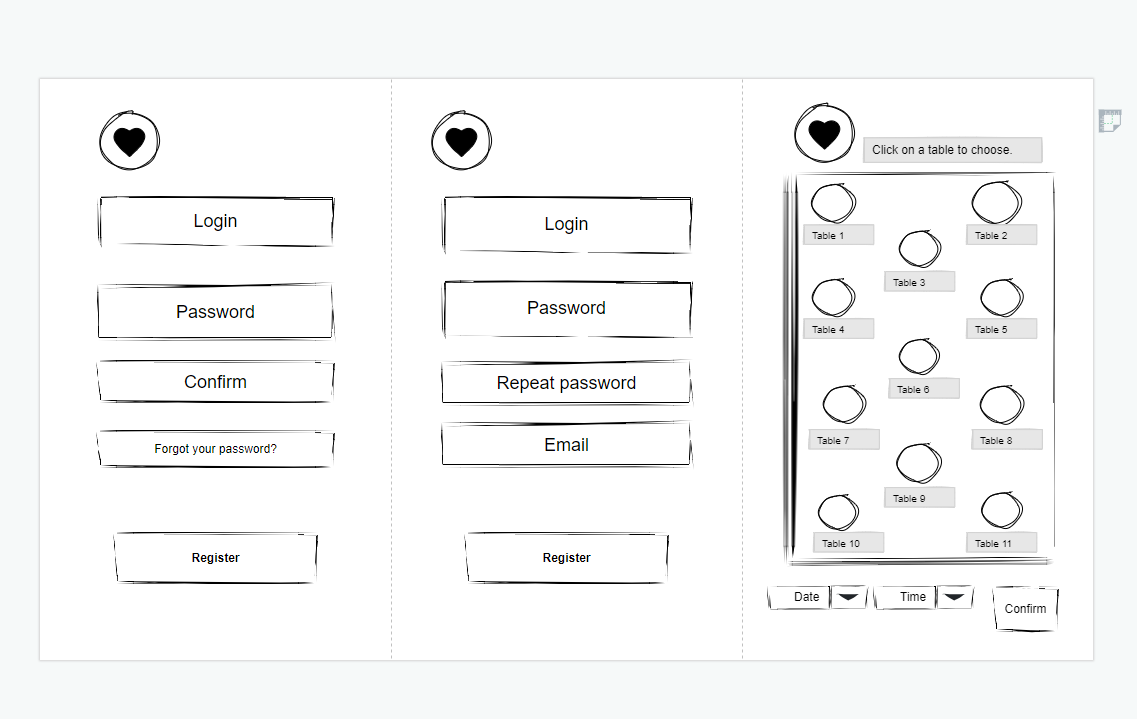 Login
Password
Confirm
Forgot your password?
Register
Login
Password
Repeat password
Email
Register
Click on a table to choose.
Table 1
Table 2
Table 3
Table 4
Table 5
Table 6
Table 7
Table 8
Table 9
Table 10
Table 11
Date
Time
Confirm